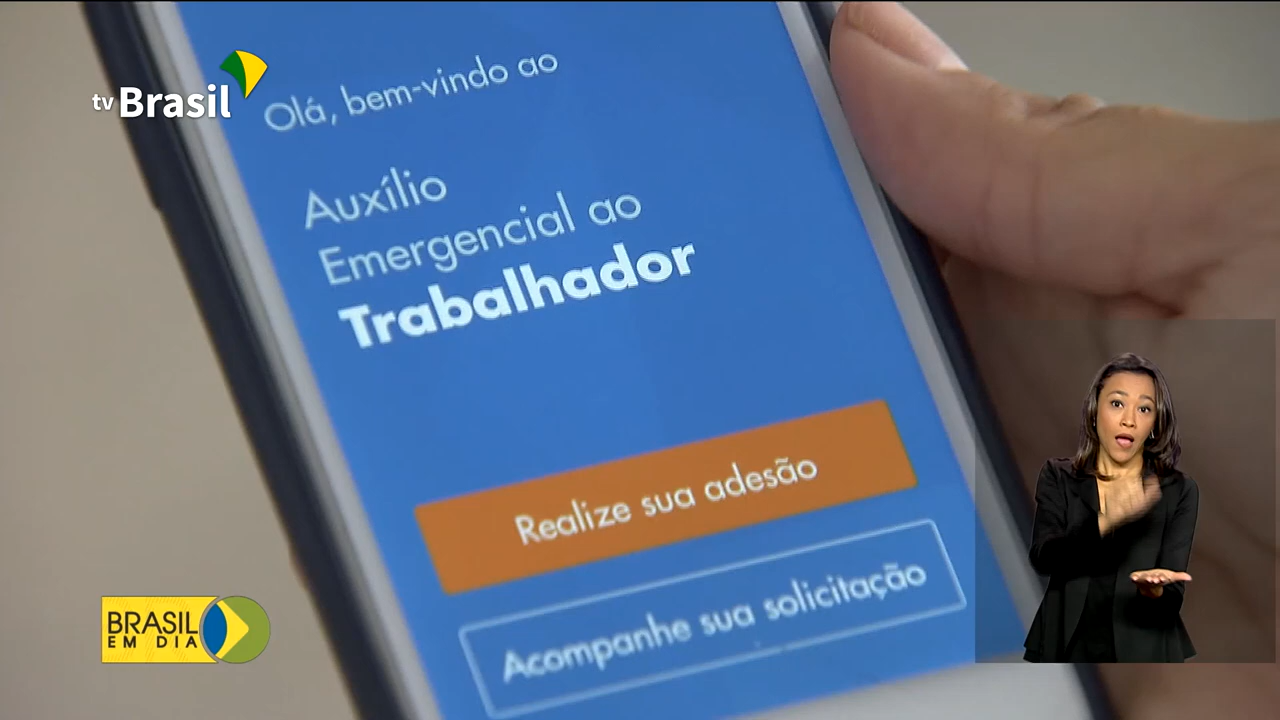 tv Brasil
Olá, bem-vindo ao
Auxílio
Emergencial ao
Trabalhador
Realize sua adesão
Acompanhe sua solicitação
BRASIL
EM DIA